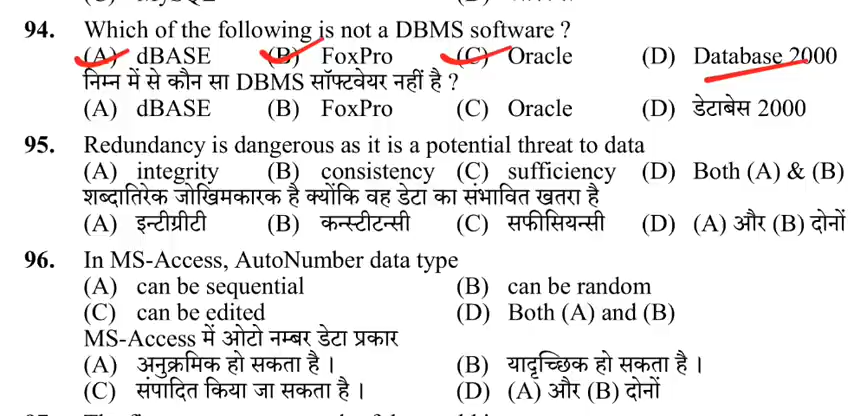 94. Which of the following is not a DBMS software ?
(A) dBASE (B) FoxPro (C) Oracle (D) Database 2000
निम्न में से कौन सा DBMS सॉफ्टवेयर नहीं है ?
(A) dBASE (B) FoxPro (C) Oracle (D) डेटाबेस 2000
95. Redundancy is dangerous as it is a potential threat to data
(A) integrity (B) consistency (C) sufficiency (D) Both (A) & (B)
शब्दातिरेक जोखिमकारक है क्योंकि वह डेटा का संभावित खतरा है
(A) इन्टीग्रीटी (B) कन्स्टीटन्सी (C) सफीसियन्सी (D) (A) और (B) दोनों
96. In MS-Access, AutoNumber data type
(A) can be sequential (B) can be random
(C) can be edited (D) Both (A) and (B)
MS-Access में ओटो नम्बर डेटा प्रकार
(A) अनुक्रमिक हो सकता है । (B) यादृच्छिक हो सकता है ।
(C) संपादित किया जा सकता है । (D) (A) और (B) दोनों